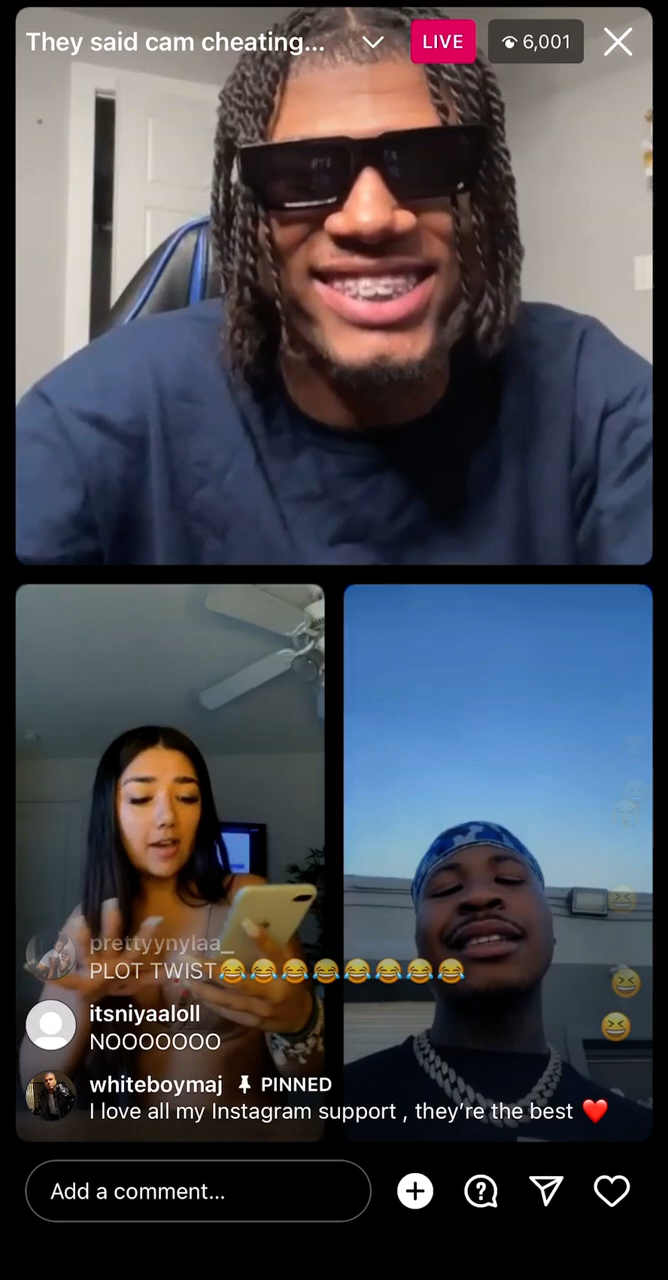 They said cam cheating...
LIVE
6,001
prettyynylaa_
PLOT TWIST😂😂😂😂😂😂😂😂
itsniyaaloll
NOOOOOOO
whiteboymaj PINNED
I love all my Instagram support , they’re the best ❤️
Add a comment...